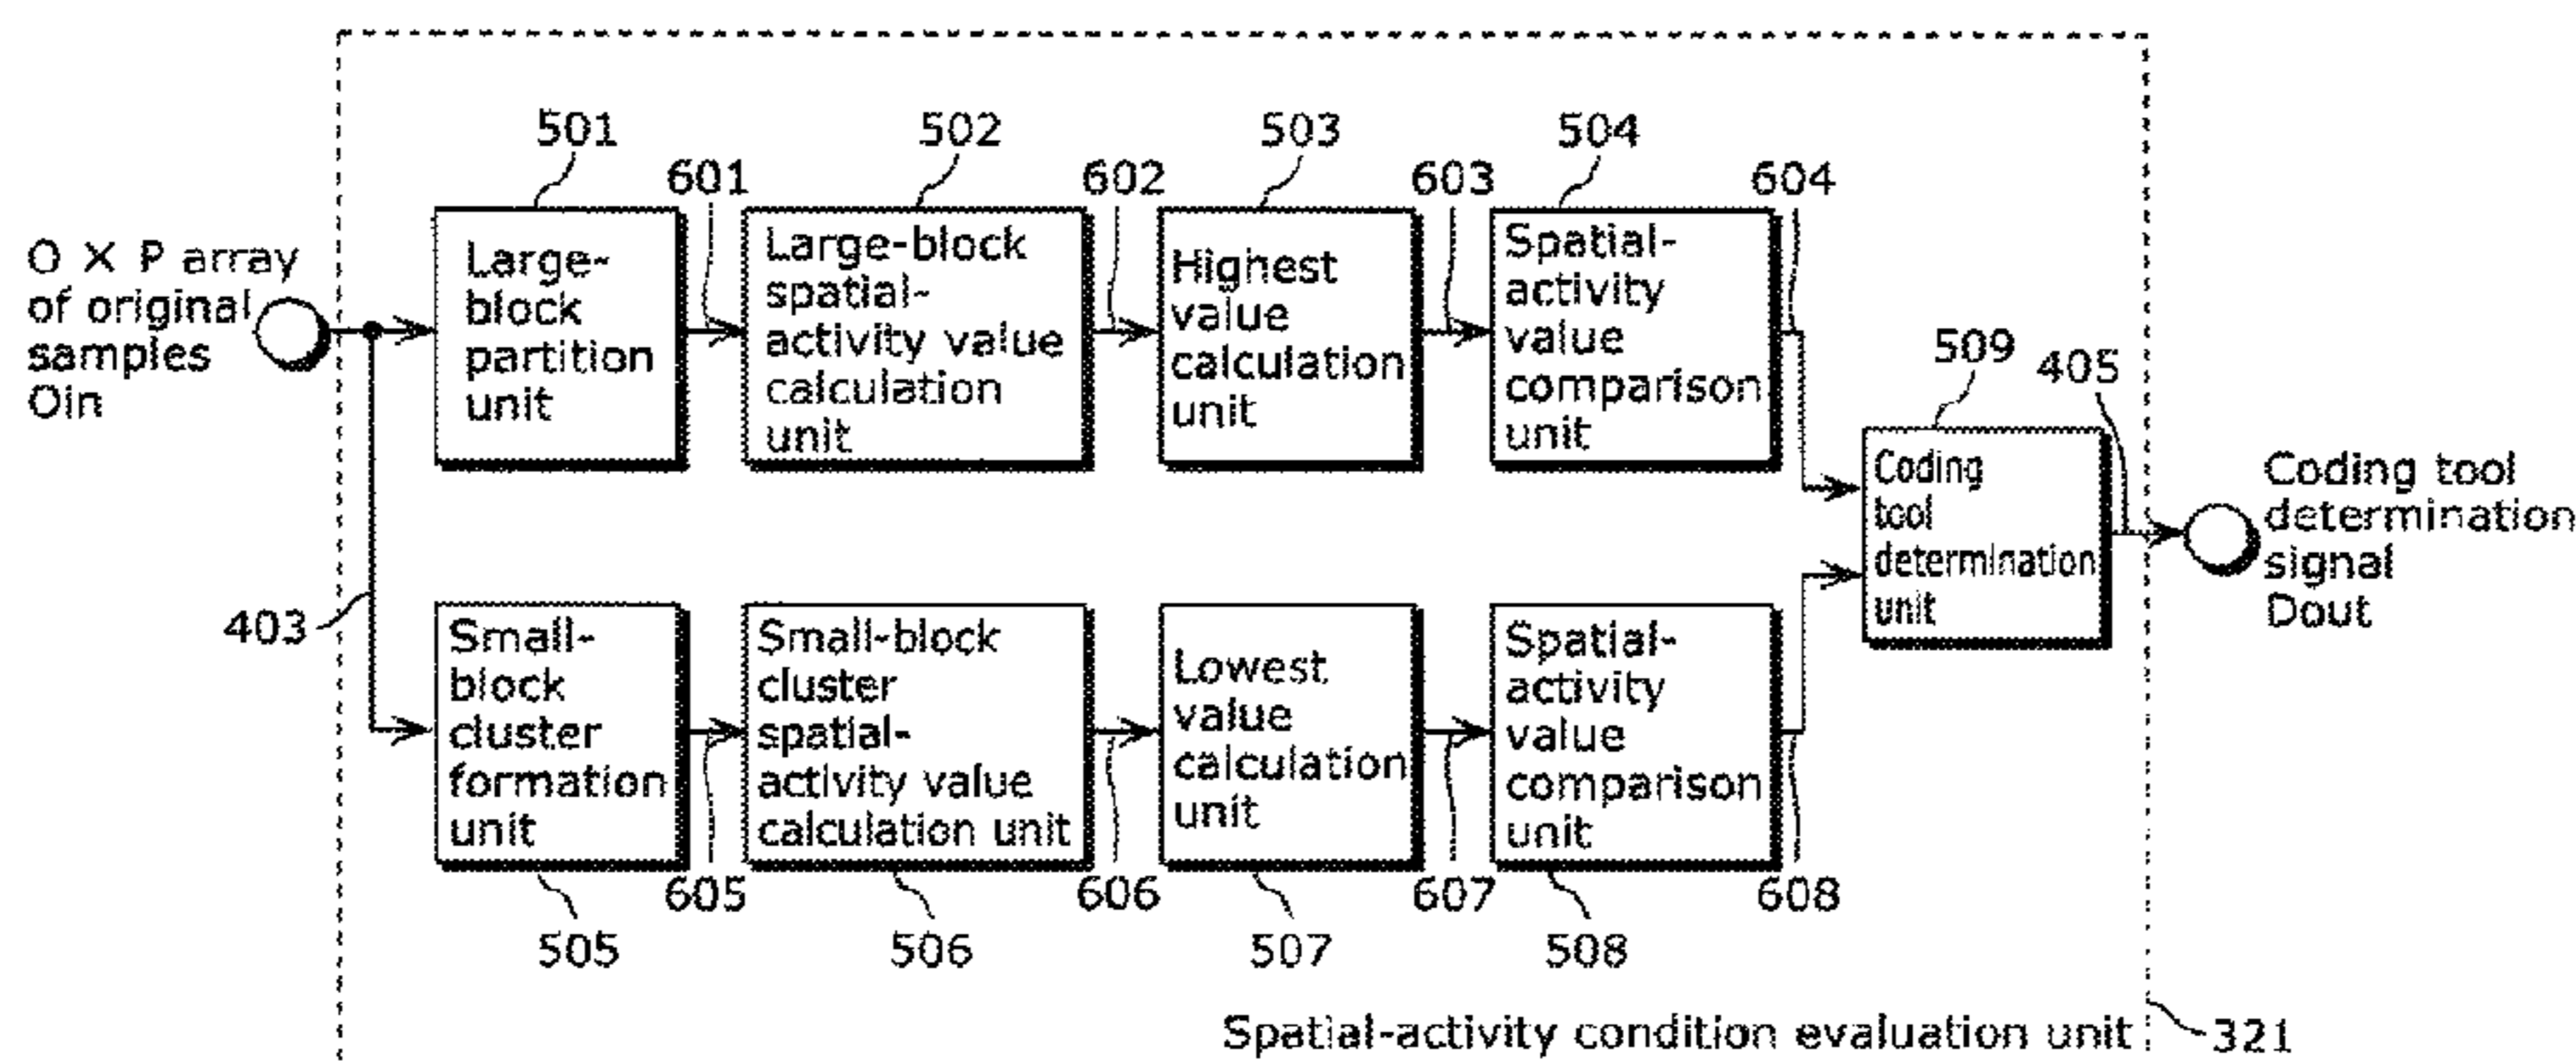 501
502
503
504
601
602
603
604
O X P array
of original
samples
Oin
Large-
block
partition
unit
Large-block
spatial-
activity value
calculation
unit
Highest
value
calculation
unit
Spatial-
activity
value
comparison
unit
509
405
Coding
tool
determination
unit
Coding tool
determination
signal
Dout
403
Small-
block
cluster
formation
unit
Small-block
cluster
spatial-
activity value
calculation unit
Lowest
value
calculation
unit
Spatial-
activity
value
comparison
unit
605
606
607
608
505
506
507
508
Spatial-activity condition evaluation unit
321